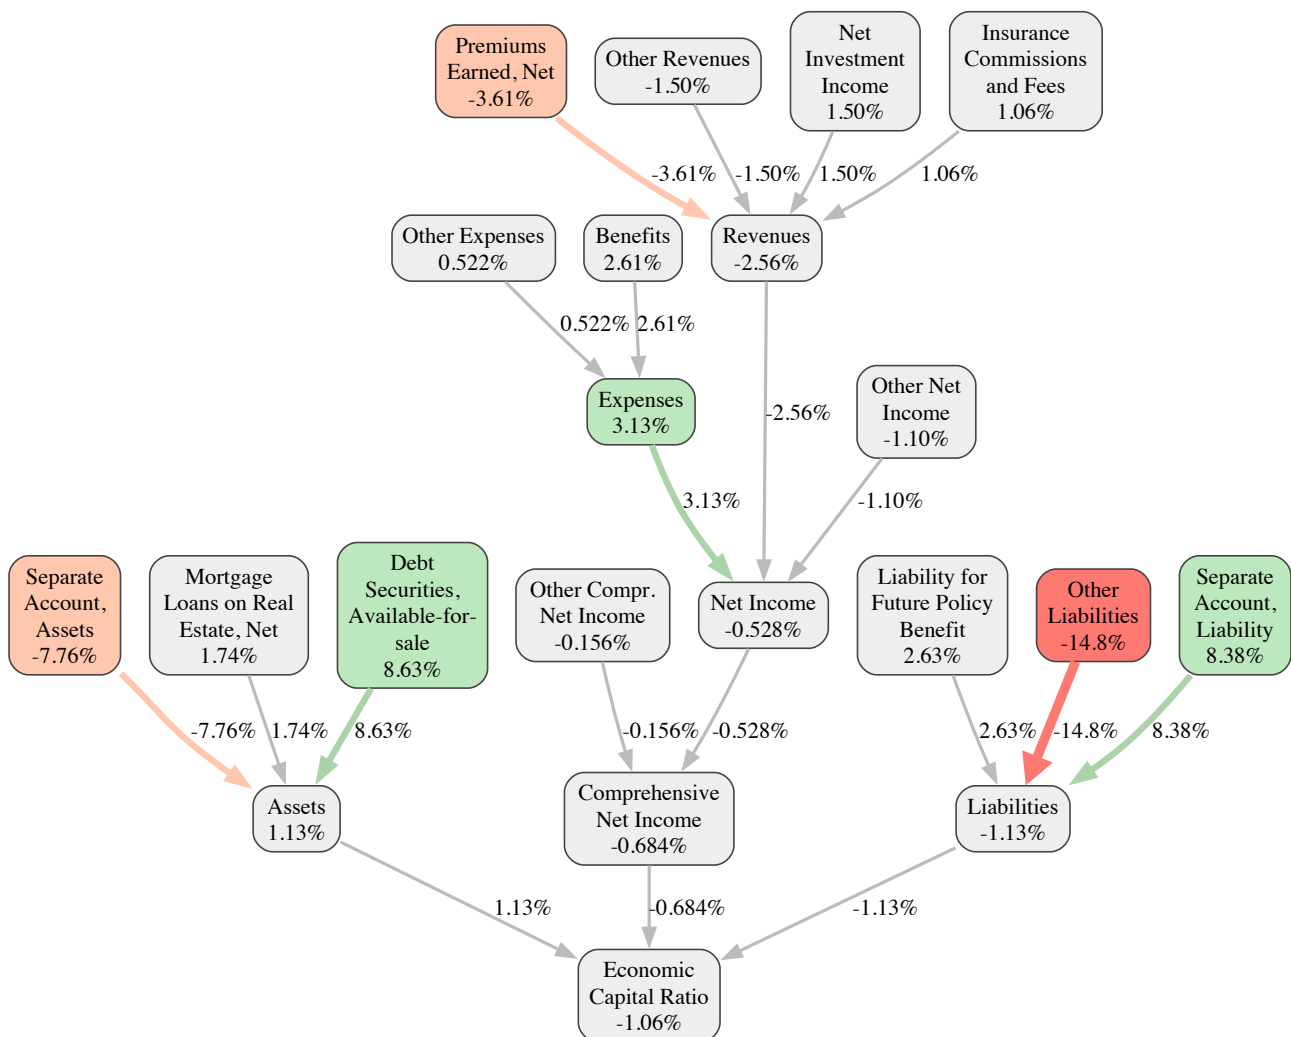 Premiums
Earned, Net
-3.61%
Other Revenues
-1.50%
Net
Investment
Income
1.50%
Insurance
Commissions
and Fees
1.06%
-3.61%
-1.50%
1.50%
1.06%
Other Expenses
0.522%
Benefits
2.61%
Revenues
-2.56%
0.522%
2.61%
Expenses
3.13%
-2.56%
Other Net
Income
-1.10%
3.13%
-1.10%
Separate
Account,
Assets
-7.76%
Mortgage
Loans on Real
Estate, Net
1.74%
Debt
Securities,
Available-for-
sale
8.63%
Other Compr.
Net Income
-0.156%
Net Income
-0.528%
Liability for
Future Policy
Benefit
2.63%
Other
Liabilities
-14.8%
Separate
Account,
Liability
8.38%
-7.76%
1.74%
8.63%
-0.156%
-0.528%
2.63%
-14.8%
8.38%
Assets
1.13%
Comprehensive
Net Income
-0.684%
Liabilities
-1.13%
1.13%
-0.684%
-1.13%
Economic
Capital Ratio
-1.06%